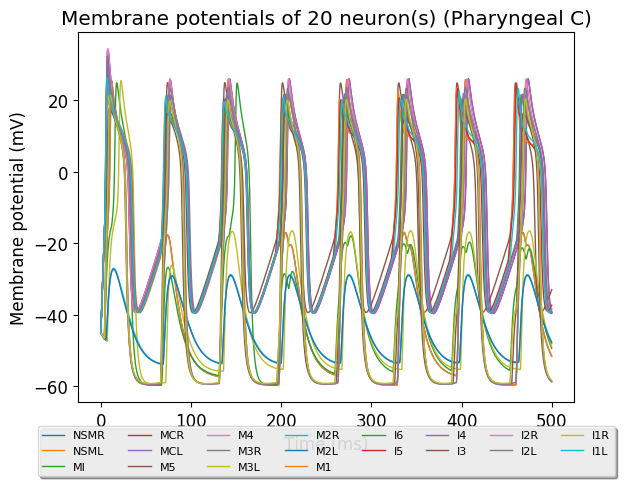 Membrane potentials of 20 neuron(s) (Pharyngeal C)
Membrane potential (mV)
20
0
−20
−40
−60
0 100 200 300 400 500
Time (ms)
NSMR MCR M4 M2R I6 I4 I2R I1R
NSML MCL M3R M2L I5 I3 I2L I1L
MI M5 M3L M1